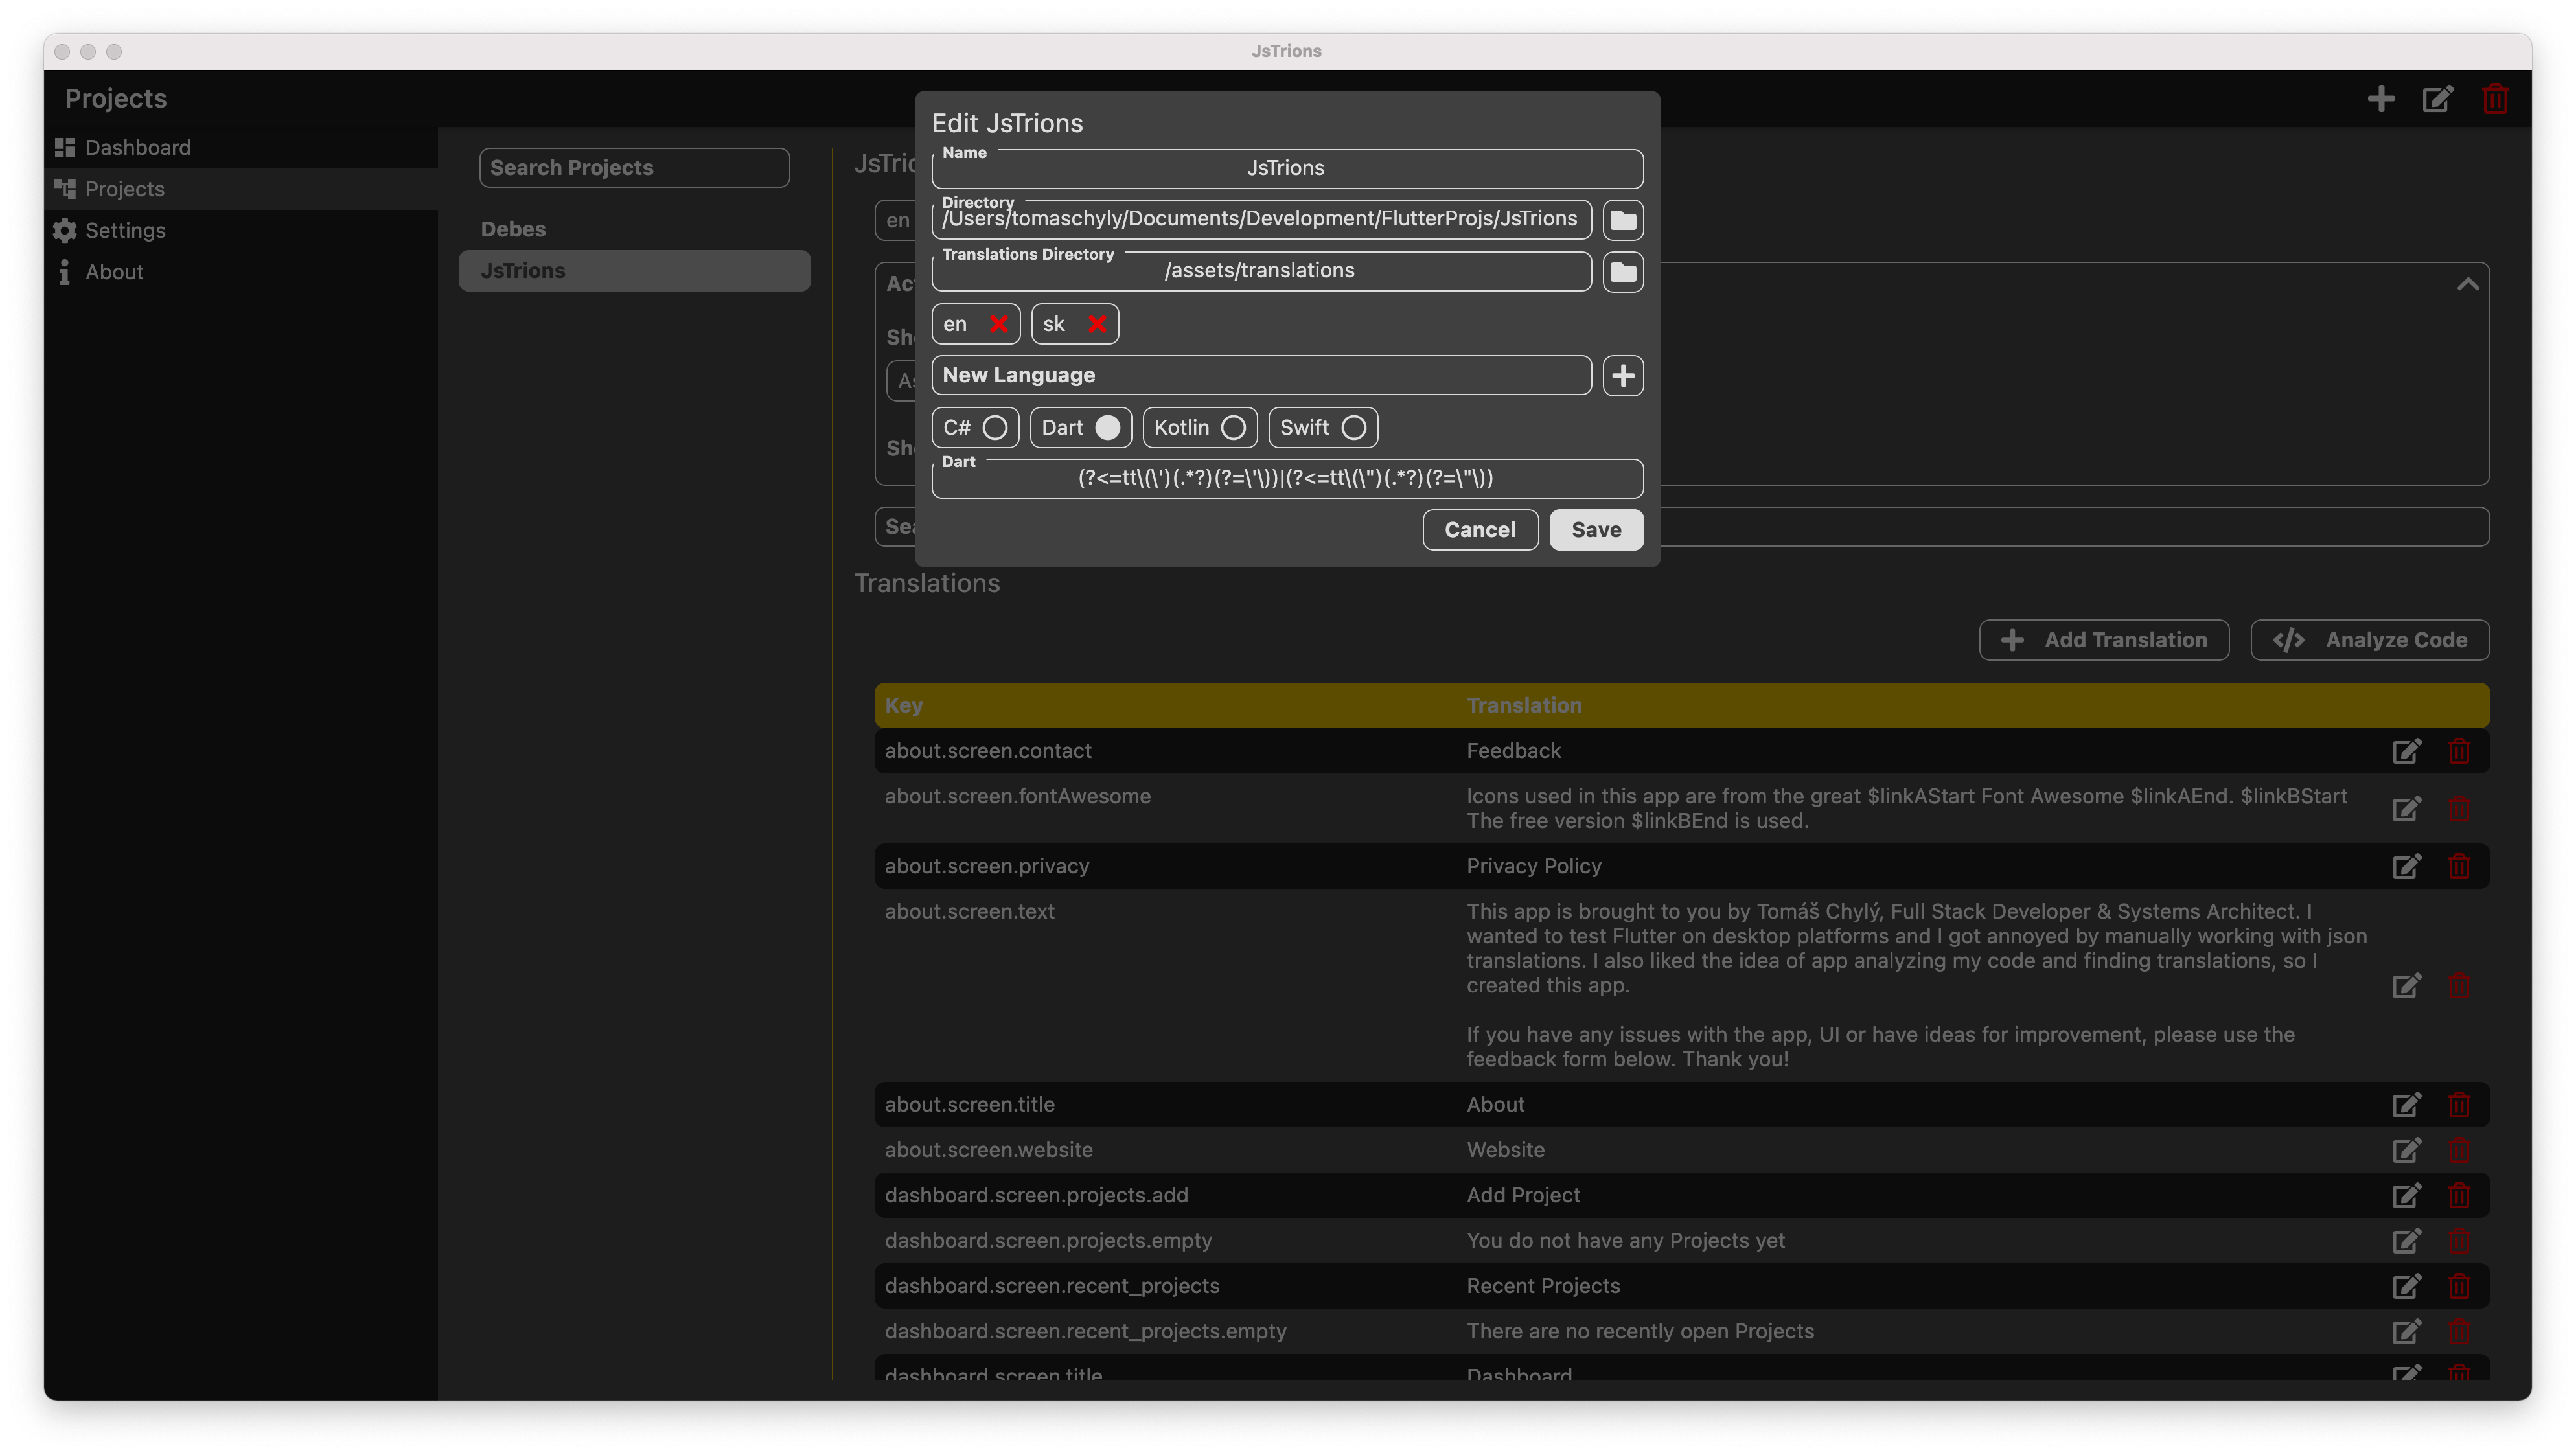 JsTrions
Projects
Dashboard
Projects
Settings
About
Search Projects
Debes
JsTrions
en
Edit JsTrions
Name
JsTrions
Directory
/Users/tomaschyly/Documents/Development/FlutterProjs/JsTrions
Translations Directory
/assets/translations
en
sk
New Language
C#
Dart
Kotlin
Swift
Dart
(?<=tt\(\')(.*?)(?=\'\))|(?<=tt\(\")(.*?)(?=\"\))
Cancel
Save
Translations
Add Translation
Analyze Code
Key
Translation
about.screen.contact
Feedback
about.screen.fontAwesome
Icons used in this app are from the great $linkAStart Font Awesome $linkAEnd. $linkBStart
The free version $linkBEnd is used.
about.screen.privacy
Privacy Policy
about.screen.text
This app is brought to you by Tomáš Chylý, Full Stack Developer & Systems Architect. I
wanted to test Flutter on desktop platforms and I got annoyed by manually working with json
translations. I also liked the idea of app analyzing my code and finding translations, so I
created this app.
If you have any issues with the app, UI or have ideas for improvement, please use the
feedback form below. Thank you!
about.screen.title
About
about.screen.website
Website
dashboard.screen.projects.add
Add Project
dashboard.screen.projects.empty
You do not have any Projects yet
dashboard.screen.recent_projects
Recent Projects
dashboard.screen.recent_projects.empty
There are no recently open Projects
dashboard.screen.title
Dashboard